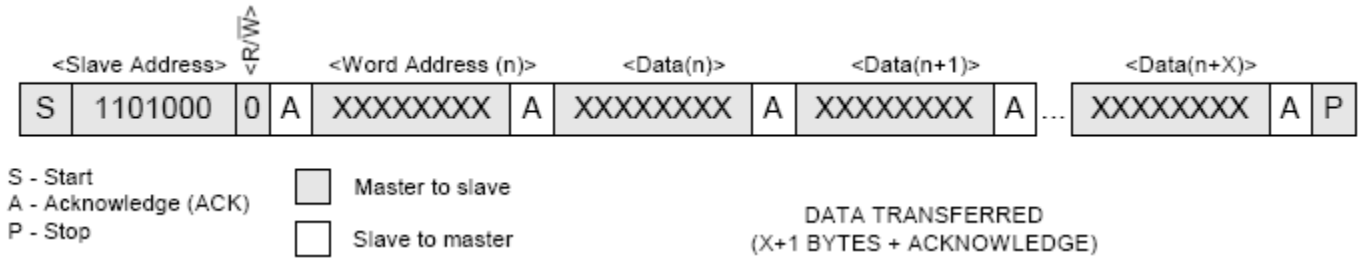 <Slave Address> <R/W̅> <Word Address (n)> <Data(n)> <Data(n+1)> <Data(n+X)>
S 1101000 0 A XXXXXXXX A XXXXXXXX A XXXXXXXX A ... XXXXXXXX A P
S - Start
A - Acknowledge (ACK)
P - Stop
Master to slave
Slave to master
DATA TRANSFERRED
(X+1 BYTES + ACKNOWLEDGE)